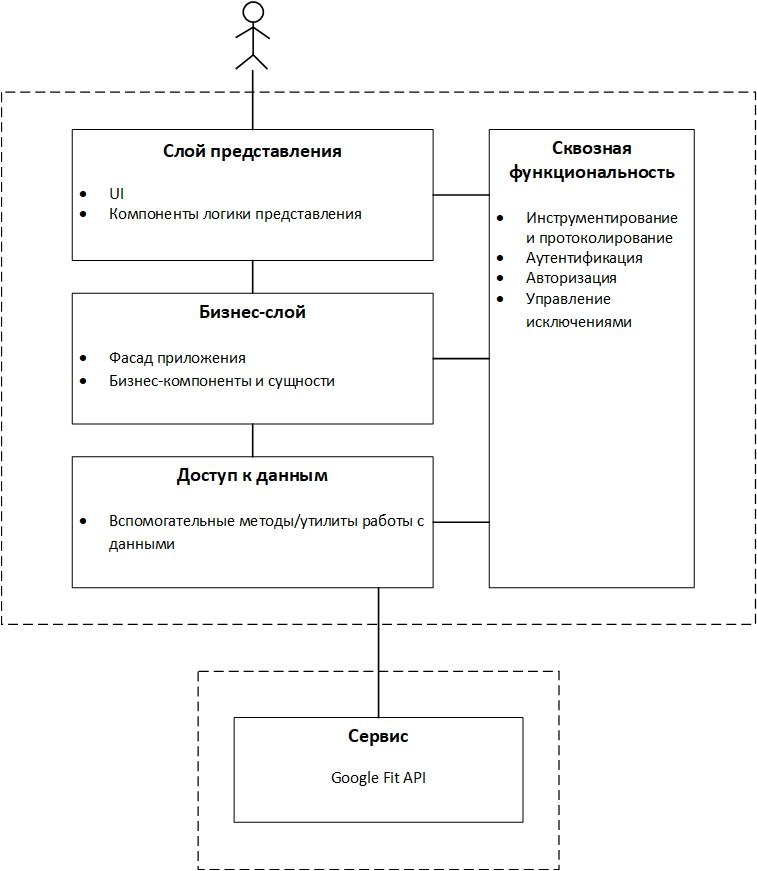 Слой представления
• UI
• Компоненты логики представления
Сквозная
функциональность
• Инструментирование
и протоколирование
• Аутентификация
• Авторизация
• Управление
исключениями
Бизнес-слой
• Фасад приложения
• Бизнес-компоненты и сущности
Доступ к данным
• Вспомогательные методы/утилиты работы с
данными
Сервис
Google Fit API